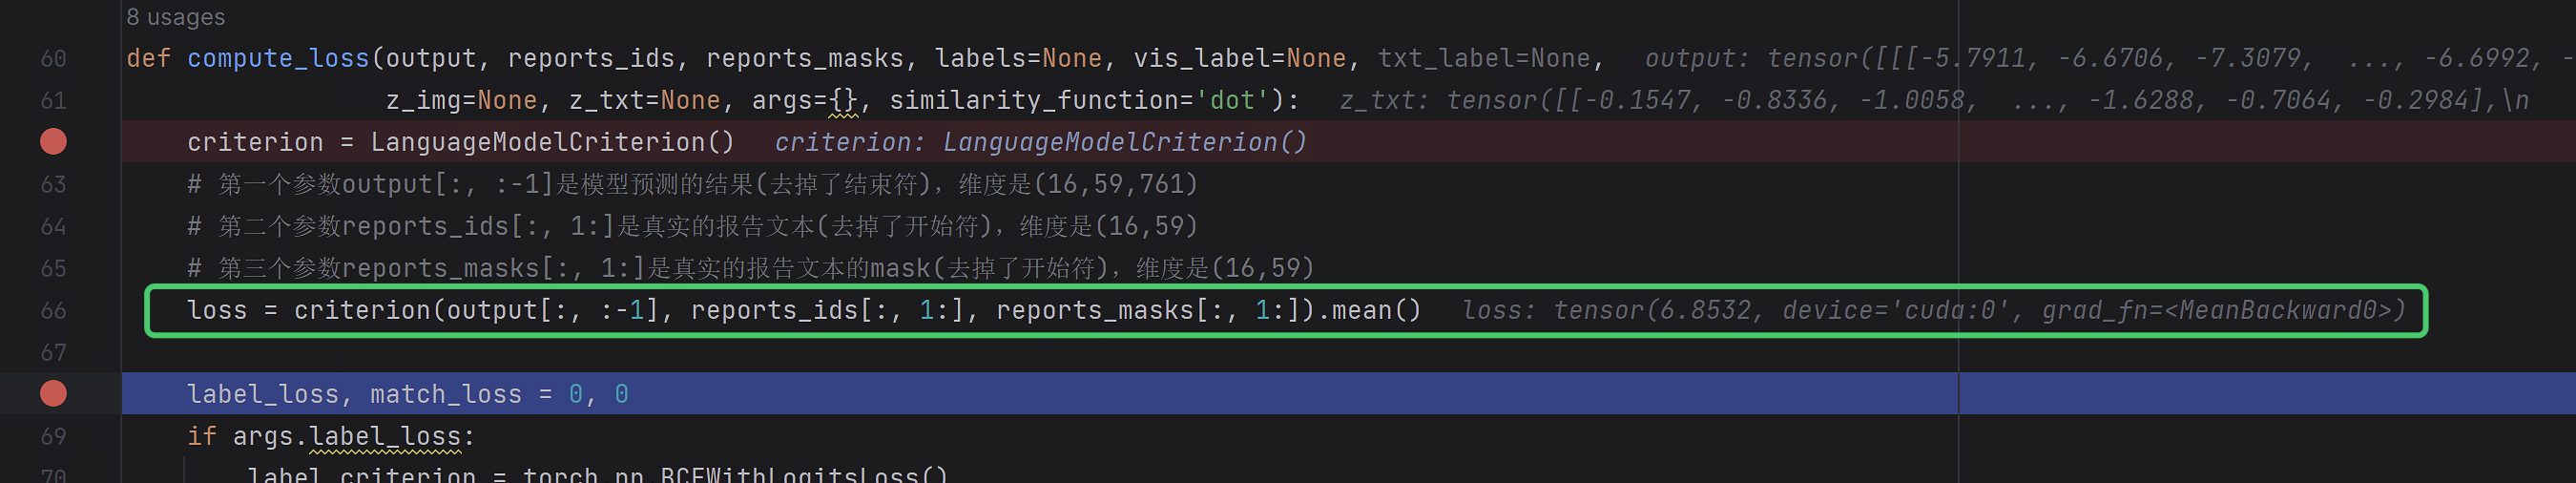 8 usages
60 def compute_loss(output, reports_ids, reports_masks, labels=None, vis_label=None, txt_label=None,   output: tensor([[[-5.7911, -6.6706, -7.3079,  ..., -6.6992, -
61 z_img=None, z_txt=None, args={}, similarity_function='dot'):   z_txt: tensor([[-0.1547, -0.8336, -1.0058,  ..., -1.6288, -0.7064, -0.2984],\n
criterion = LanguageModelCriterion()   criterion: LanguageModelCriterion()
63 # 第一个参数output[:, :-1]是模型预测的结果(去掉了结束符)，维度是(16,59,761)
64 # 第二个参数reports_ids[:, 1:]是真实的报告文本(去掉了开始符)，维度是(16,59)
65 # 第三个参数reports_masks[:, 1:]是真实的报告文本的mask(去掉了开始符)，维度是(16,59)
66 loss = criterion(output[:, :-1], reports_ids[:, 1:], reports_masks[:, 1:]).mean()   loss: tensor(6.8532, device='cuda:0', grad_fn=<MeanBackward0>)
67
label_loss, match_loss = 0, 0
69 if args.label_loss:
70 label_criterion = torch.nn.BCEWithLogitsLoss()